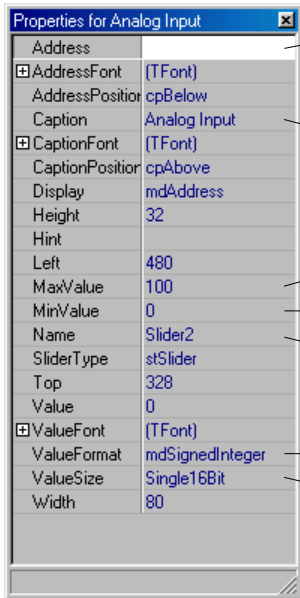 Properties for Analog Input
Address
AddressFont (TFont)
AddressPosition cpBelow
Caption Analog Input
CaptionFont (TFont)
CaptionPosition cpAbove
Display mdAddress
Height 32
Hint
Left 480
MaxValue 100
MinValue 0
Name Slider2
SliderType stSlider
Top 328
Value 0
ValueFont (TFont)
ValueFormat mdSignedInteger
ValueSize Single16Bit
Width 80